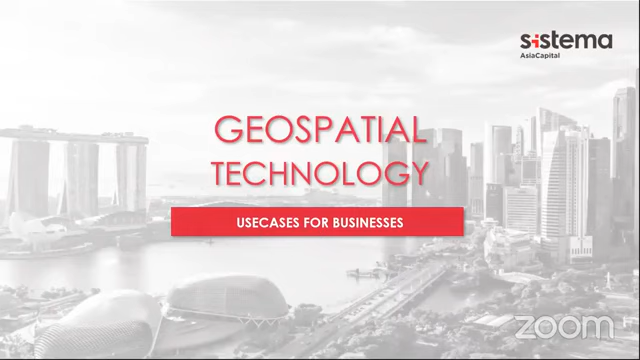 sistema
AsiaCapital
GEOSPATIAL
TECHNOLOGY
USECASES FOR BUSINESSES
zoom